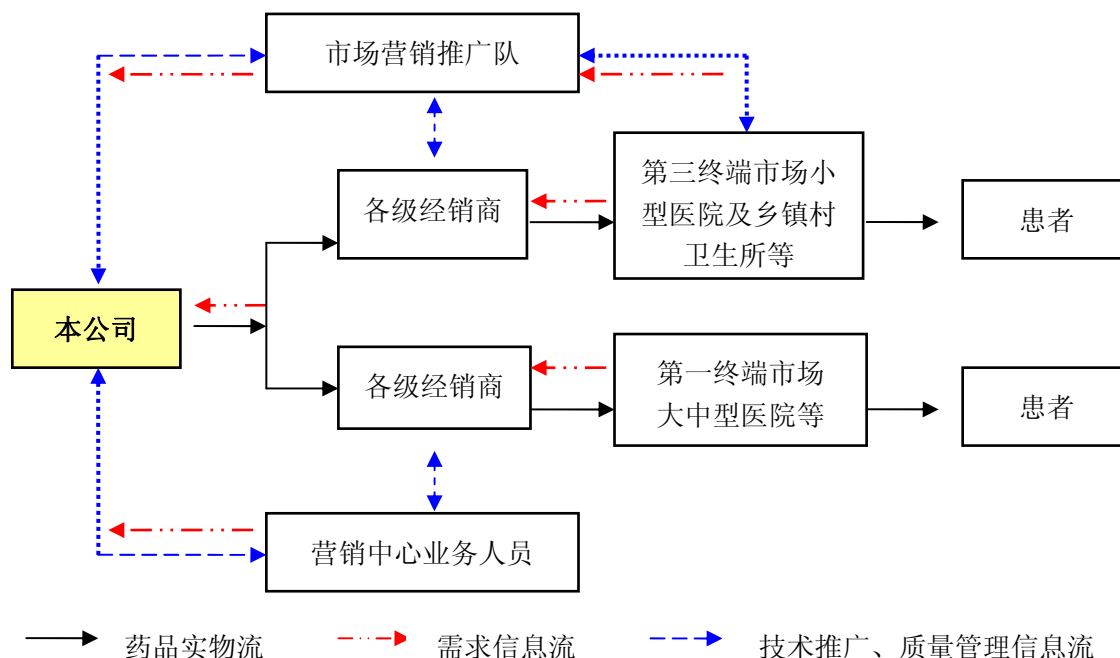 市场营销推广队
各级经销商
第三终端市场小
型医院及乡镇村
卫生所等
患者
本公司
各级经销商
第一终端市场
大中型医院等
患者
营销中心业务人员
药品实物流
需求信息流
技术推广、质量管理信息流